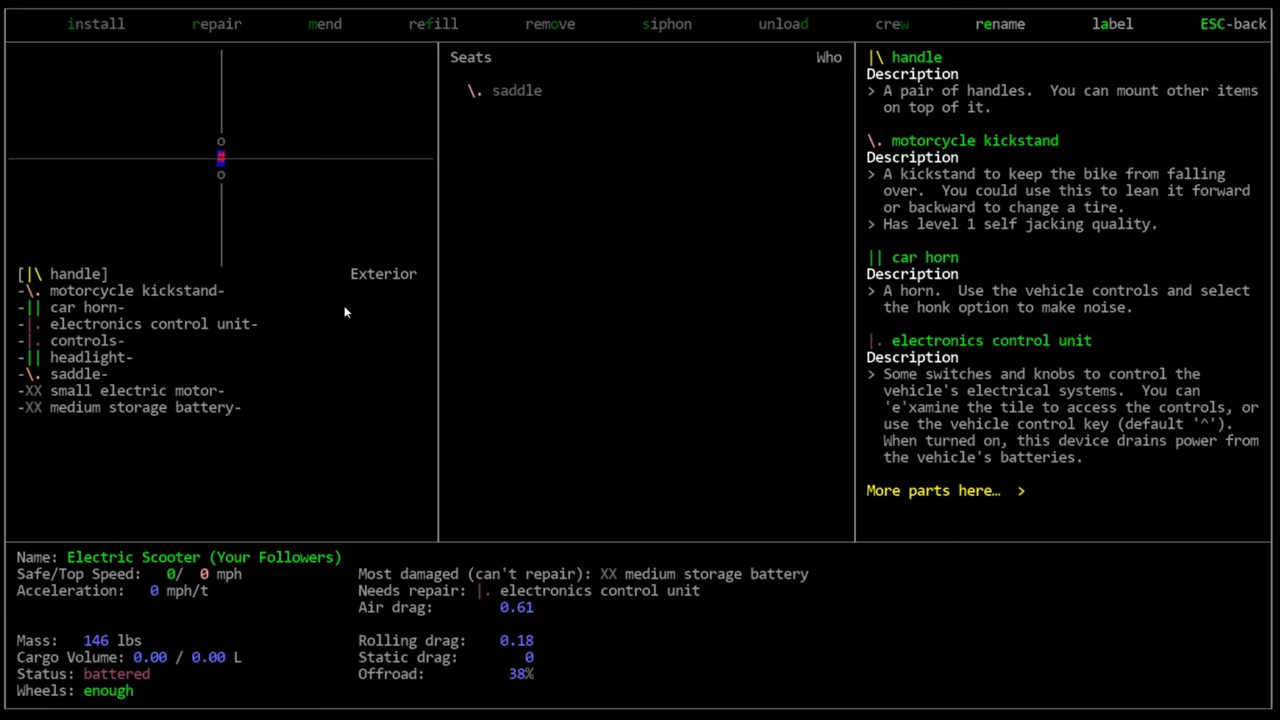 install repair mend refill remove siphon unload crew rename label ESC-back
o
#
o
[|\ handle] Exterior
-\. motorcycle kickstand-
-|| car horn-
-|. electronics control unit-
-|. controls-
-|| headlight-
-\. saddle-
-XX small electric motor-
-XX medium storage battery-
Seats Who
\. saddle
|\ handle
Description
> A pair of handles.  You can mount other items
on top of it.
\. motorcycle kickstand
Description
> A kickstand to keep the bike from falling
over.  You could use this to lean it forward
or backward to change a tire.
> Has level 1 self jacking quality.
|| car horn
Description
> A horn.  Use the vehicle controls and select
the honk option to make noise.
|. electronics control unit
Description
> Some switches and knobs to control the
vehicle's electrical systems.  You can
'e'xamine the tile to access the controls, or
use the vehicle control key (default '^').
When turned on, this device drains power from
the vehicle's batteries.
More parts here…  >
Name: Electric Scooter (Your Followers)
Safe/Top Speed: 0/ 0 mph
Acceleration: 0 mph/t
Mass: 146 lbs
Cargo Volume: 0.00 / 0.00 L
Status: battered
Wheels: enough
Most damaged (can't repair): XX medium storage battery
Needs repair: |. electronics control unit
Air drag: 0.61
Rolling drag: 0.18
Static drag: 0
Offroad: 38%